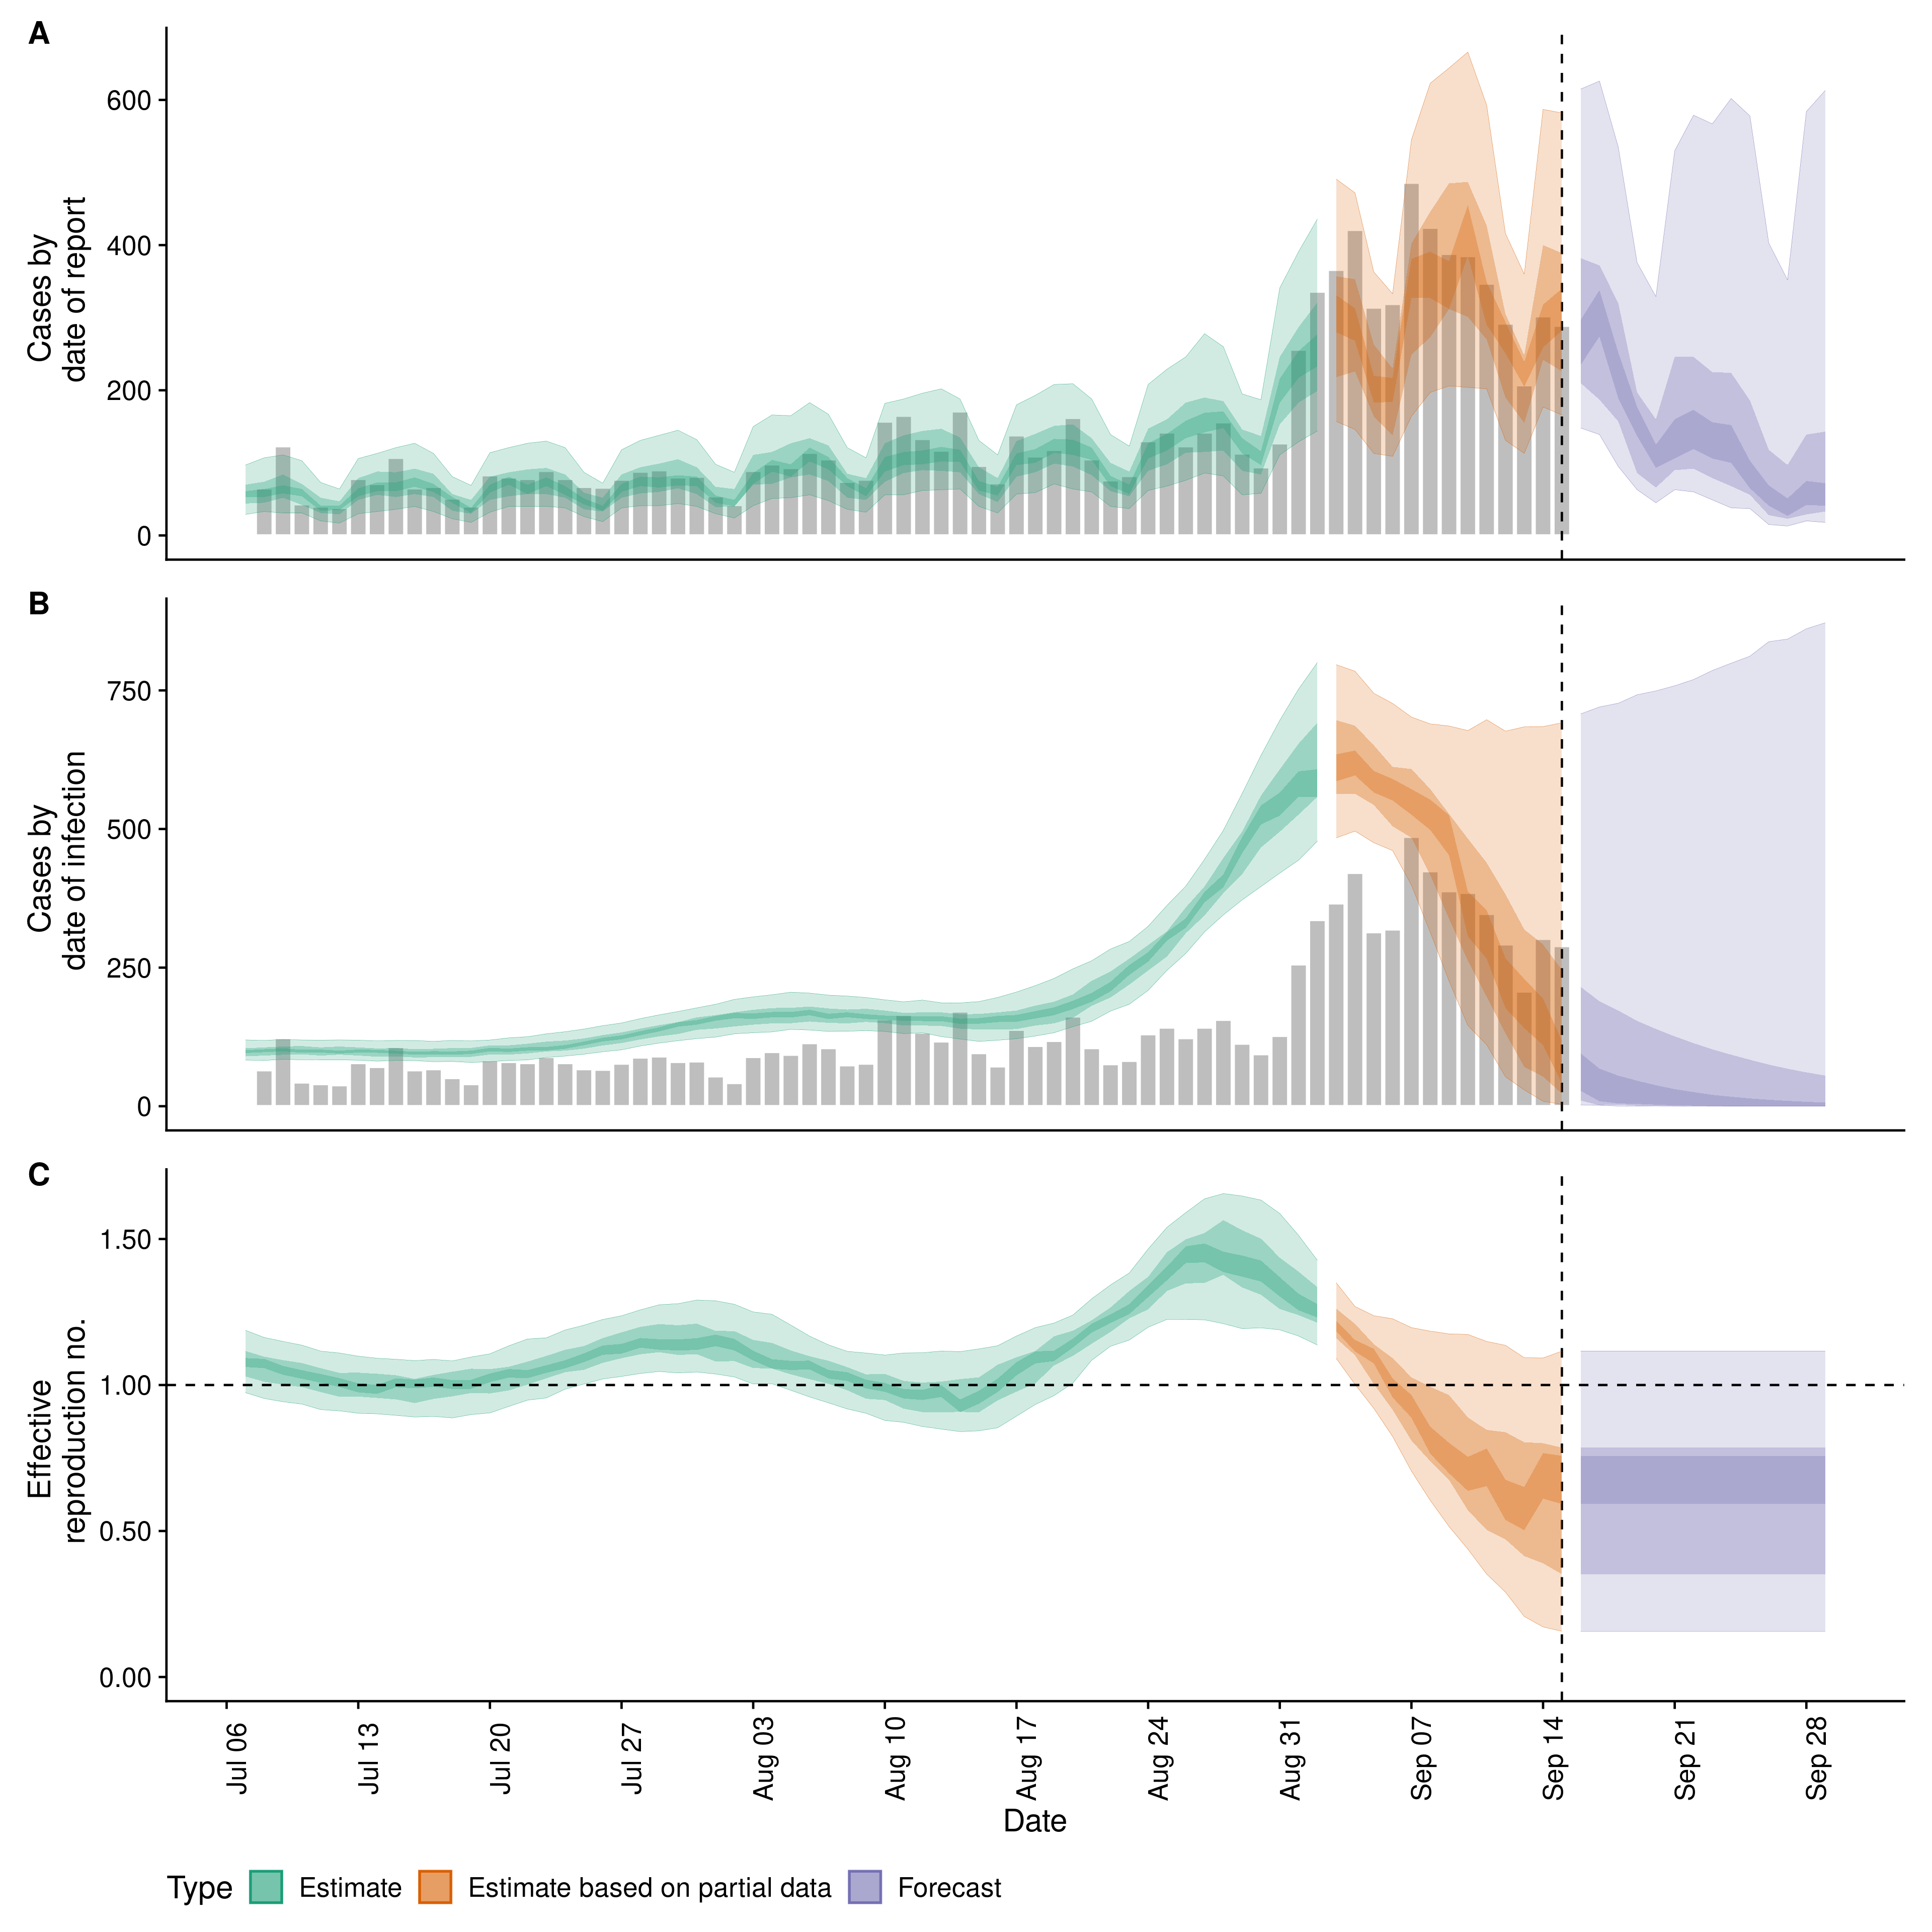 A
Cases by
date of report
600
400
200
0
B
Cases by
date of infection
750
500
250
0
C
Effective
reproduction no.
1.50
1.00
0.50
0.00
Jul 06
Jul 13
Jul 20
Jul 27
Aug 03
Aug 10
Aug 17
Aug 24
Aug 31
Sep 07
Sep 14
Sep 21
Sep 28
Date
Type
Estimate
Estimate based on partial data
Forecast